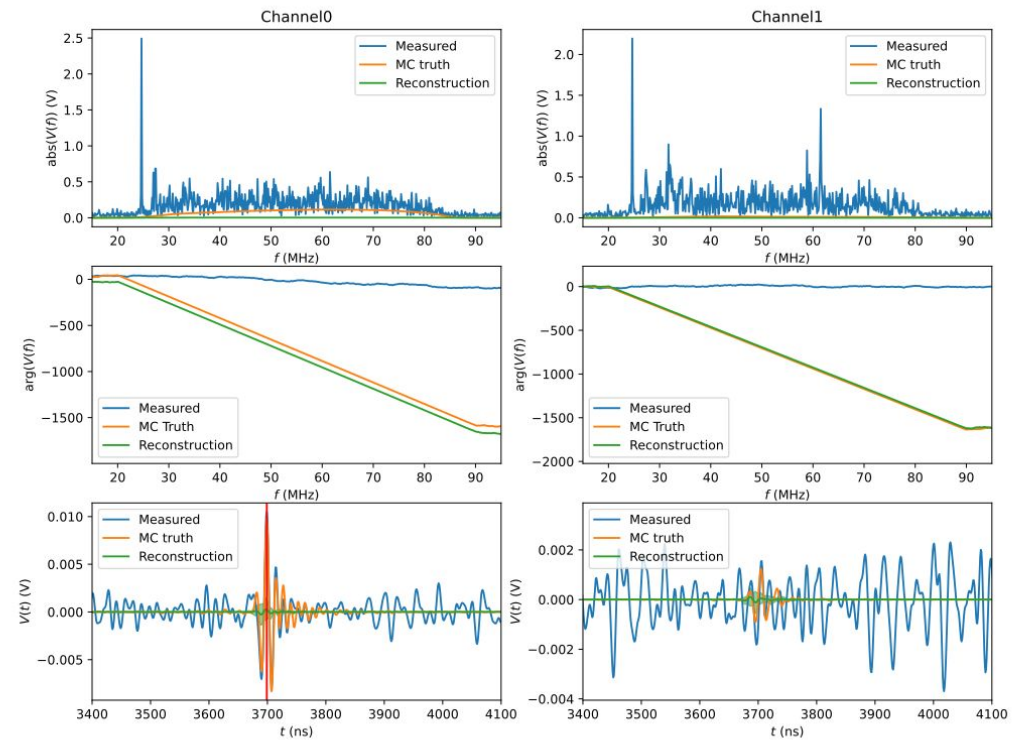 Channel0
Channel1
abs(V(f)) (V)
2.5
2.0
1.5
1.0
0.5
0.0
Measured
MC truth
Reconstruction
20 30 40 50 60 70 80 90
f (MHz)
abs(V(f)) (V)
2.0
1.5
1.0
0.5
0.0
Measured
MC truth
Reconstruction
20 30 40 50 60 70 80 90
f (MHz)
arg(V(f))
0
−500
−1000
−1500
Measured
MC Truth
Reconstruction
20 30 40 50 60 70 80 90
f (MHz)
arg(V(f))
0
−500
−1000
−1500
−2000
Measured
MC Truth
Reconstruction
20 30 40 50 60 70 80 90
f (MHz)
V(t) (V)
0.010
0.005
0.000
−0.005
Measured
MC truth
Reconstruction
3400 3500 3600 3700 3800 3900 4000 4100
t (ns)
V(t) (V)
0.002
0.000
−0.002
−0.004
Measured
MC truth
Reconstruction
3400 3500 3600 3700 3800 3900 4000 4100
t (ns)